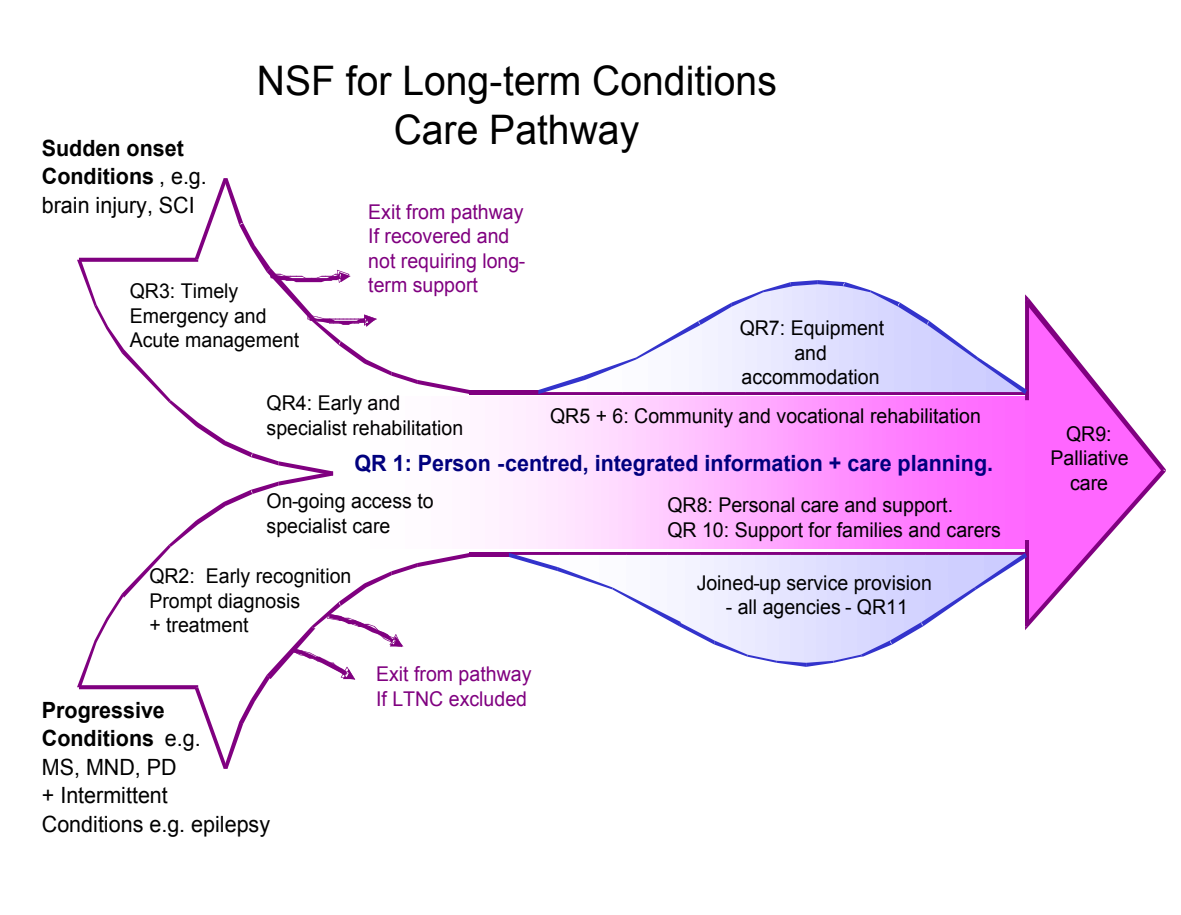 NSF for Long-term Conditions
Care Pathway
Sudden onset
Conditions , e.g.
brain injury, SCI
Exit from pathway
If recovered and
not requiring long-
term support
QR3: Timely
Emergency and
Acute management
QR7: Equipment
and
accommodation
QR4: Early and
specialist rehabilitation
QR5 + 6: Community and vocational rehabilitation
QR 1: Person -centred, integrated information + care planning.
QR9:
Palliative
care
On-going access to
specialist care
QR8: Personal care and support.
QR 10: Support for families and carers
QR2: Early recognition
Prompt diagnosis
+ treatment
Joined-up service provision
- all agencies - QR11
Exit from pathway
If LTNC excluded
Progressive
Conditions e.g.
MS, MND, PD
+ Intermittent
Conditions e.g. epilepsy